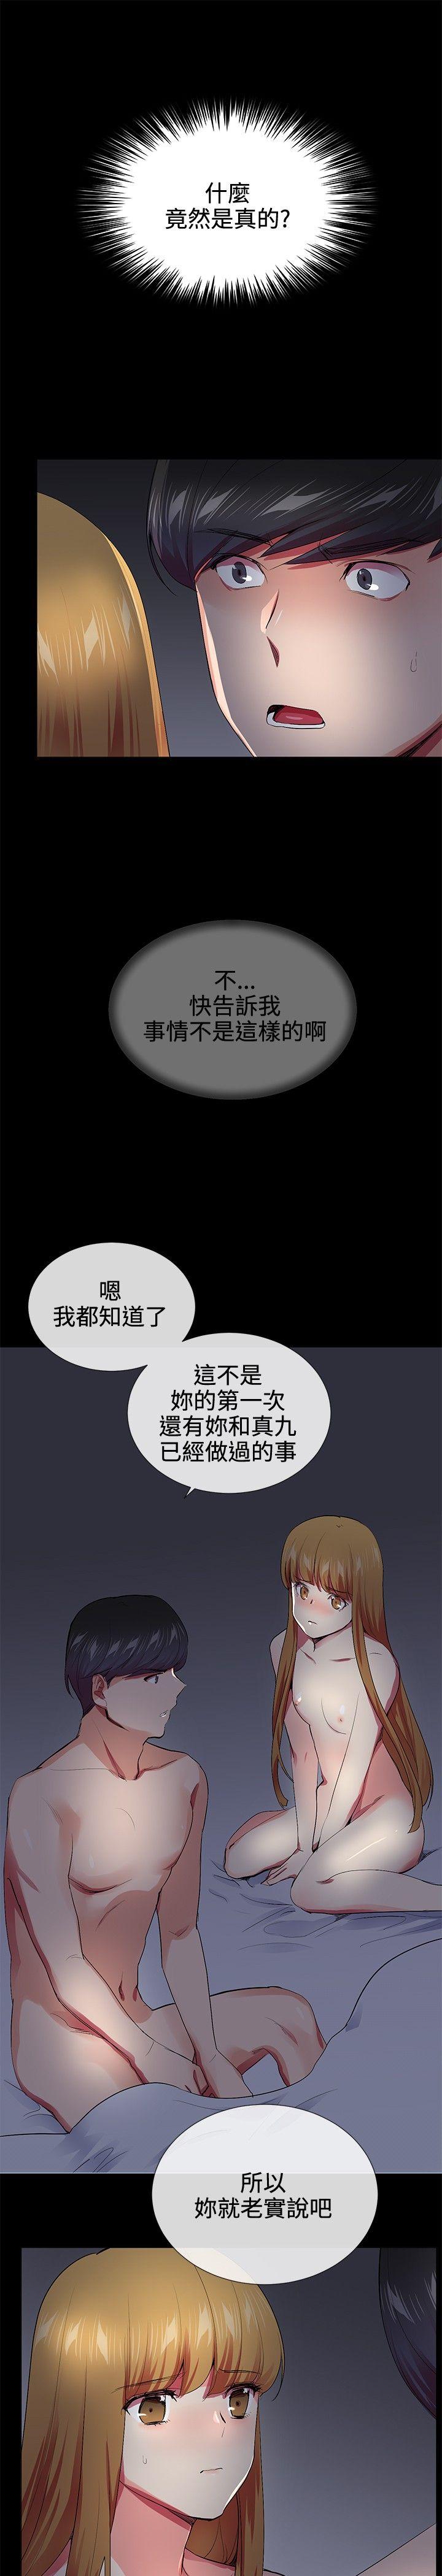 什麼
竟然是真的?
不...
快告訴我
事情不是這樣的啊
嗯
我都知道了
這不是
妳的第一次
還有妳和真九
已經做過的事
所以
妳就老實說吧